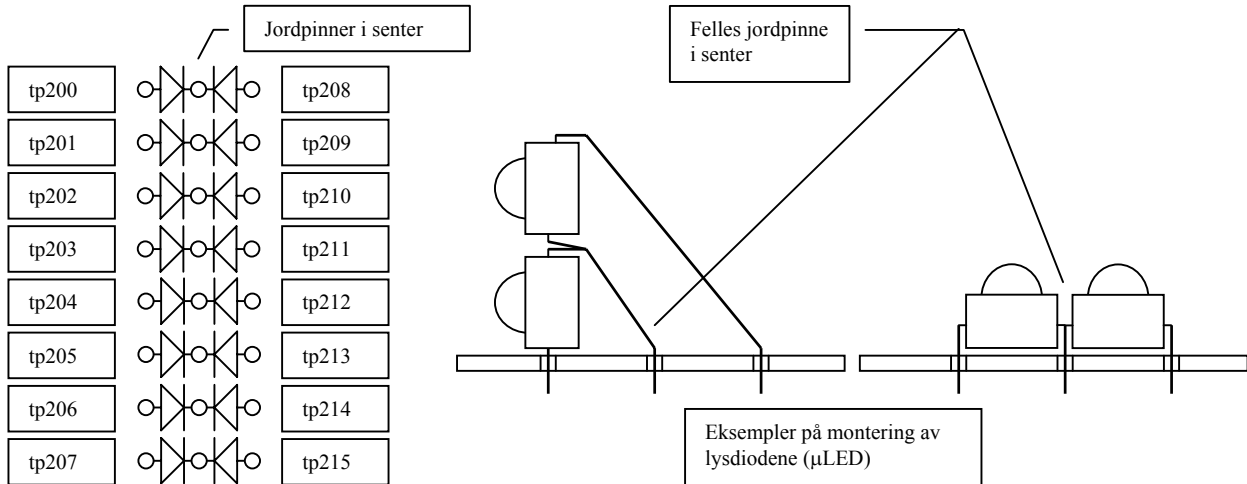 Jordpinner i senter
Felles jordpinne
i senter
tp200
tp208
tp201
tp209
tp202
tp210
tp203
tp211
tp204
tp212
tp205
tp213
tp206
tp214
tp207
tp215
Eksempler på montering av
lysdiodene (µLED)